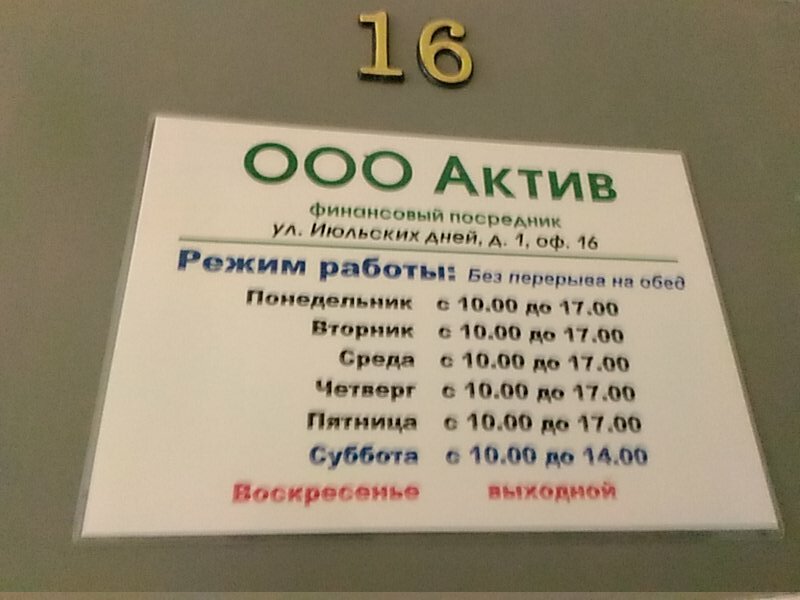 16
ООО Актив
финансовый посредник
ул. Июльских дней, д. 1, оф. 16
Режим работы: Без перерыва на обед
Понедельник с 10.00 до 17.00
Вторник с 10.00 до 17.00
Среда с 10.00 до 17.00
Четверг с 10.00 до 17.00
Пятница с 10.00 до 17.00
Суббота с 10.00 до 14.00
Воскресенье выходной